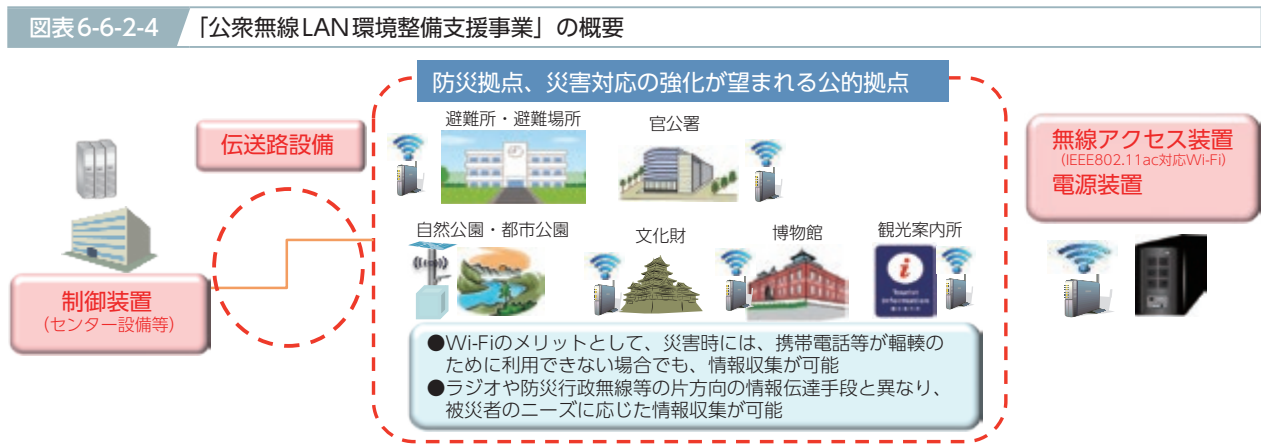 図表6-6-2-4 「公衆無線LAN環境整備支援事業」の概要
防災拠点、災害対応の強化が望まれる公的拠点
避難所・避難場所
官公署
伝送路設備
無線アクセス装置
(IEEE802.11ac対応Wi-Fi)
電源装置
自然公園・都市公園
文化財
博物館
観光案内所
i
Tourist
Information
制御装置
(センター設備等)
●Wi-Fiのメリットとして、災害時には、携帯電話等が輻輳の
ために利用できない場合でも、情報収集が可能
●ラジオや防災行政無線等の片方向の情報伝達手段と異なり、
被災者のニーズに応じた情報収集が可能